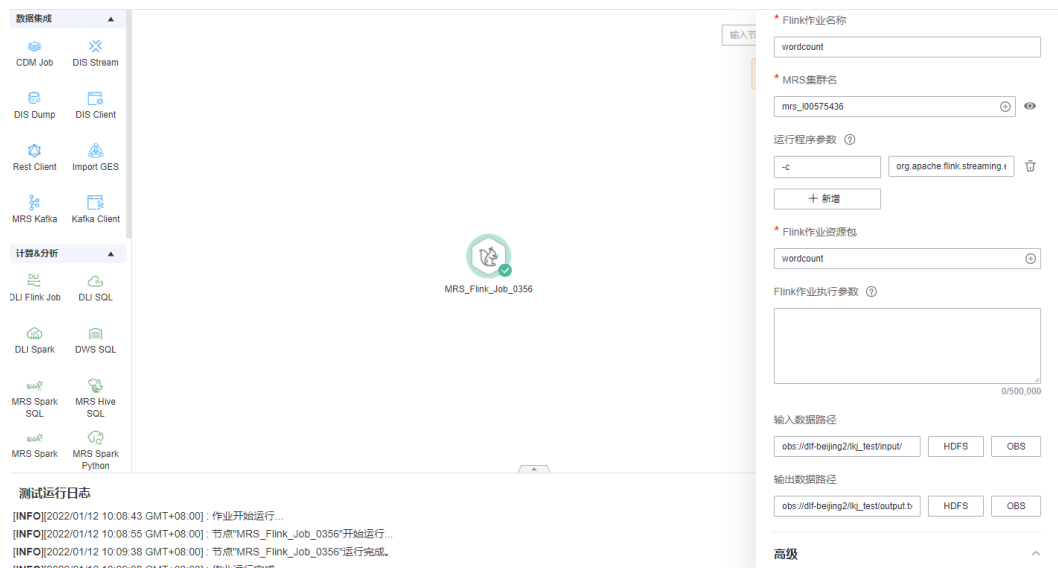 数据集成
CDM Job
DIS Stream
DIS Dump
DIS Client
Rest Client
Import GES
MRS Kafka
Kafka Client
计算&分析
DLI
DLI Flink Job
DLI SQL
DLI Spark
DWS SQL
MRS Spark SQL
MRS Hive SQL
MRS Spark
MRS Spark Python
输入节
MRS_Flink_Job_0356
测试运行日志
[INFO][2022/01/12 10:08:43 GMT+08:00] : 作业开始运行...
[INFO][2022/01/12 10:08:55 GMT+08:00] : 节点"MRS_Flink_Job_0356"开始运行...
[INFO][2022/01/12 10:09:38 GMT+08:00] : 节点"MRS_Flink_Job_0356"运行完成。
* Flink作业名称
wordcount
* MRS集群名
mrs_l00575436
运行程序参数
-c
org.apache.flink.streaming.e
+ 新增
* Flink作业资源包
wordcount
Flink作业执行参数
0/500,000
输入数据路径
obs://dlf-beijing2/lkj_test/input/
HDFS
OBS
输出数据路径
obs://dlf-beijing2/lkj_test/output.t
HDFS
OBS
高级